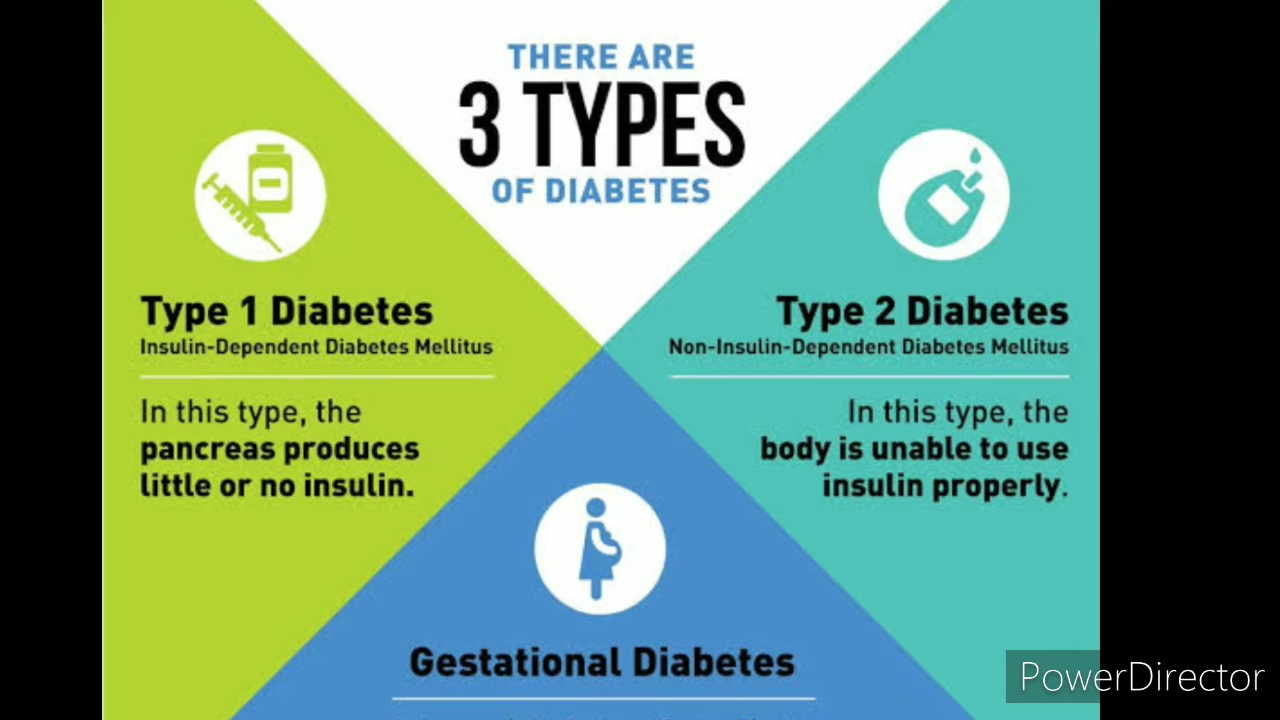 THERE ARE
3 TYPES
OF DIABETES
Type 1 Diabetes
Insulin-Dependent Diabetes Mellitus
In this type, the
pancreas produces
little or no insulin.
Type 2 Diabetes
Non-Insulin-Dependent Diabetes Mellitus
In this type, the
body is unable to use
insulin properly.
Gestational Diabetes
PowerDirector